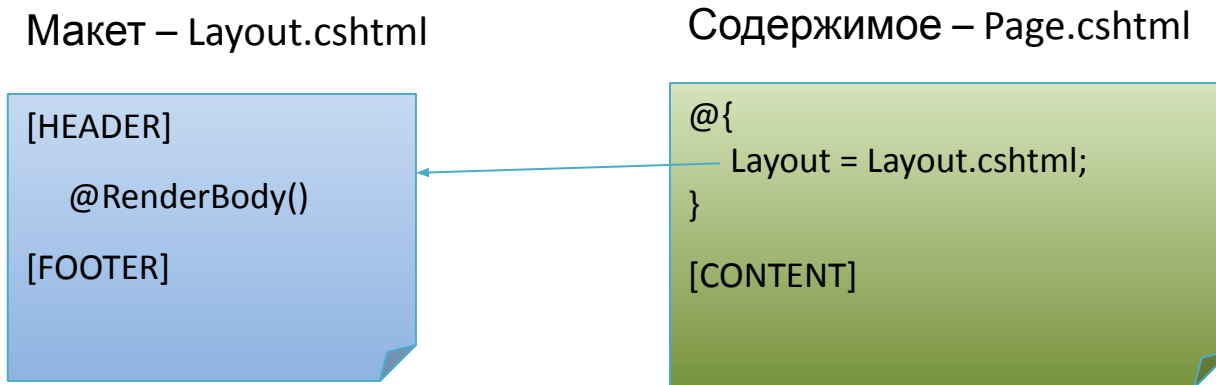 Макет – Layout.cshtml
[HEADER]
@RenderBody()
[FOOTER]
Содержимое – Page.cshtml
@{
Layout = Layout.cshtml;
}
[CONTENT]